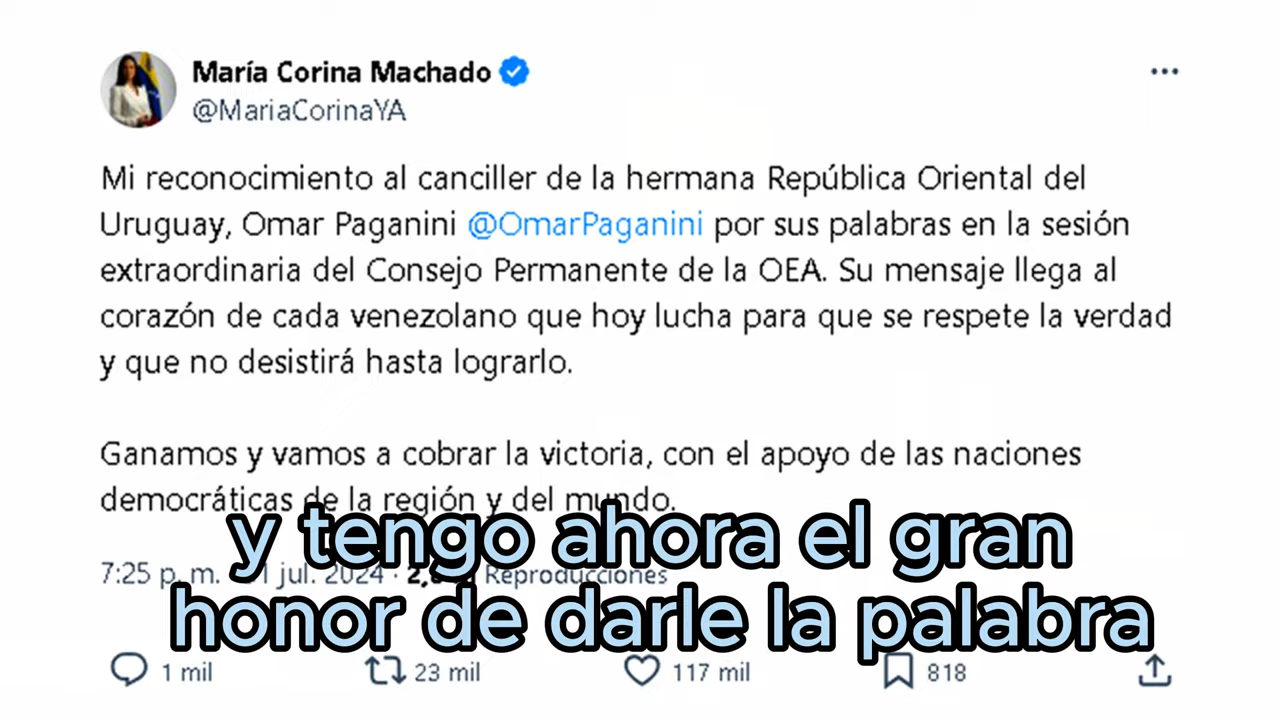 María Corina Machado
@MariaCorinaYA
Mi reconocimiento al canciller de la hermana República Oriental del
Uruguay, Omar Paganini @OmarPaganini por sus palabras en la sesión
extraordinaria del Consejo Permanente de la OEA. Su mensaje llega al
corazón de cada venezolano que hoy lucha para que se respete la verdad
y que no desistirá hasta lograrlo.
Ganamos y vamos a cobrar la victoria, con el apoyo de las naciones
democráticas de la región y del mundo.
y tengo ahora el gran
7:25 p. m. jul. 2024 · Reproducciones
honor de darle la palabra
1 mil 23 mil 117 mil 818